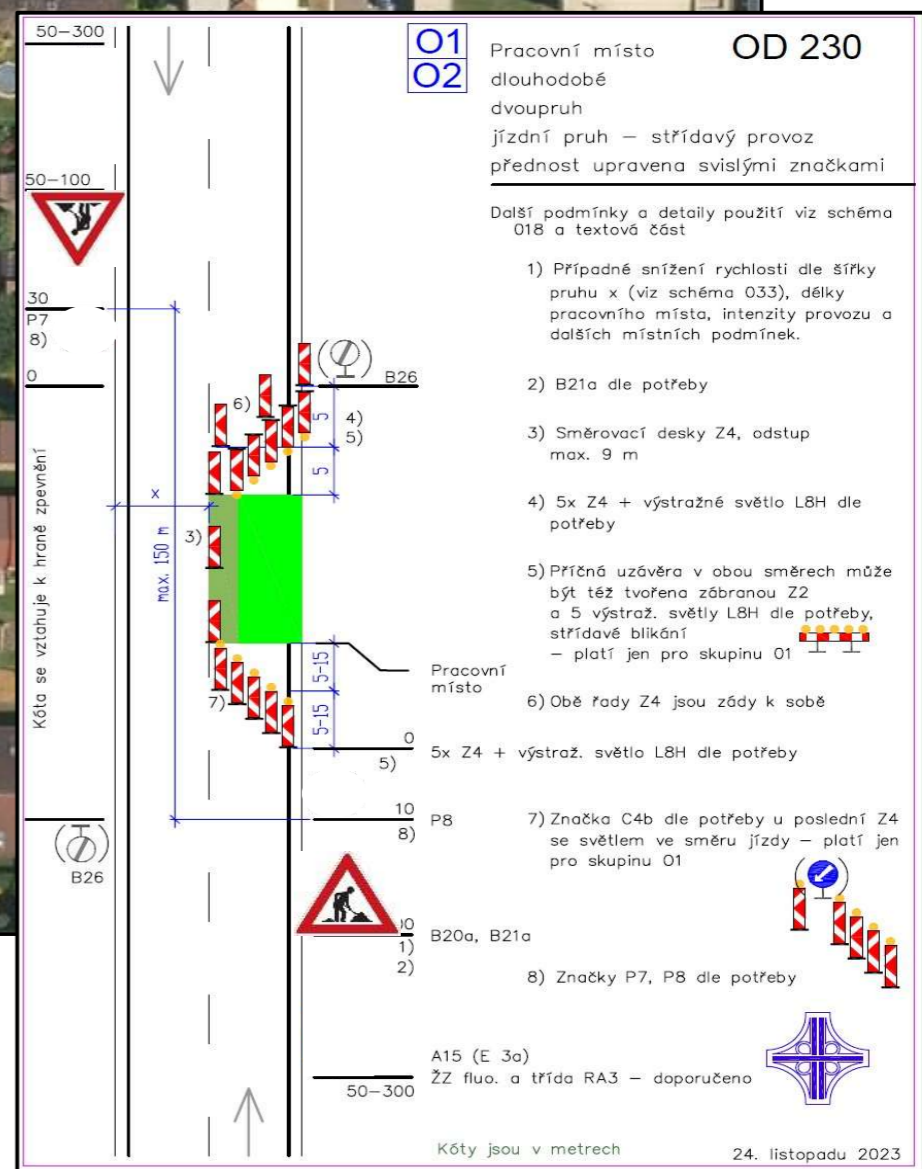 50-300
50-100
30
P7
8)
0
Kóta se vztahuje k hraně zpevnění
B26
x
max. 150 m
3)
6)
7)
B26
5
4)
5)
5
5-15
5-15
Pracovní
místo
0
5)
5x Z4 + výstraž. světlo L8H dle potřeby
10
8)
P8
1)
2)
B20a, B21a
A15 (E 3a)
ŽZ fluo. a třída RA3 – doporučeno
50-300
Kóty jsou v metrech
O1
O2
Pracovní místo
OD 230
dlouhodobé
dvoupruh
jízdní pruh – střídavý provoz
přednost upravena svislými značkami
Další podmínky a detaily použití viz schéma
018 a textová část
1) Případné snížení rychlosti dle šířky
pruhu x (viz schéma 033), délky
pracovního místa, intenzity provozu a
dalších místních podmínek.
2) B21a dle potřeby
3) Směrovací desky Z4, odstup
max. 9 m
4) 5x Z4 + výstražné světlo L8H dle
potřeby
5) Příčná uzávěra v obou směrech může
být též tvořena zábranou Z2
a 5 výstraž. světly L8H dle potřeby,
střídavé blikání
– platí jen pro skupinu 01
6) Obě řady Z4 jsou zády k sobě
7) Značka C4b dle potřeby u poslední Z4
se světlem ve směru jízdy – platí jen
pro skupinu 01
8) Značky P7, P8 dle potřeby
24. listopadu 2023